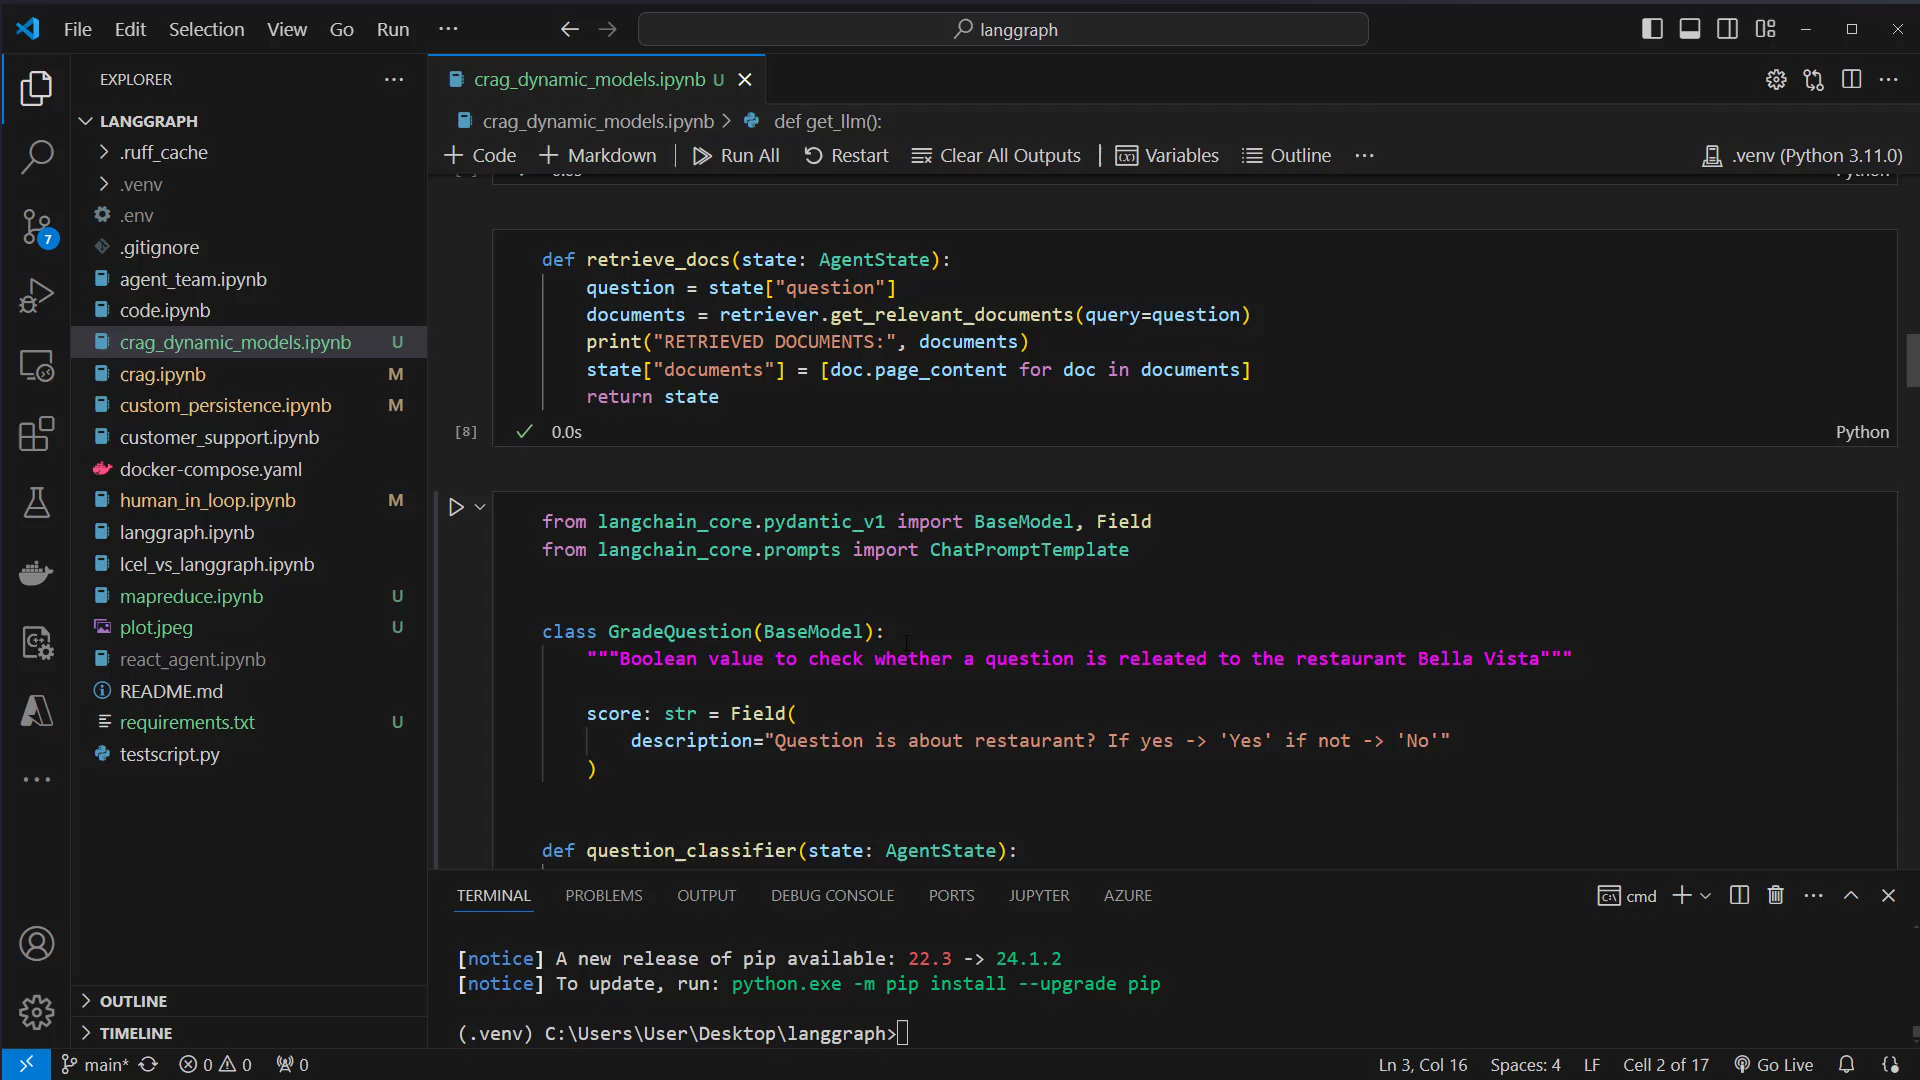 File Edit Selection View Go Run ··· langgraph
EXPLORER ···
LANGGRAPH
.ruff_cache
.venv
.env
.gitignore
agent_team.ipynb
code.ipynb
crag_dynamic_models.ipynb U
crag.ipynb M
custom_persistence.ipynb M
customer_support.ipynb
docker-compose.yaml
human_in_loop.ipynb M
langgraph.ipynb
lcel_vs_langgraph.ipynb
mapreduce.ipynb U
plot.jpeg U
react_agent.ipynb
README.md
requirements.txt U
testscript.py
OUTLINE
TIMELINE
7
crag_dynamic_models.ipynb U
crag_dynamic_models.ipynb > def get_llm():
+ Code + Markdown | Run All Restart Clear All Outputs | Variables Outline ··· .venv (Python 3.11.0)
def retrieve_docs(state: AgentState):
question = state["question"]
documents = retriever.get_relevant_documents(query=question)
print("RETRIEVED DOCUMENTS:", documents)
state["documents"] = [doc.page_content for doc in documents]
return state
[8] 0.0s Python
from langchain_core.pydantic_v1 import BaseModel, Field
from langchain_core.prompts import ChatPromptTemplate
class GradeQuestion(BaseModel):
"""Boolean value to check whether a question is releated to the restaurant Bella Vista"""
score: str = Field(
description="Question is about restaurant? If yes -> 'Yes' if not -> 'No'"
)
def question_classifier(state: AgentState):
TERMINAL PROBLEMS OUTPUT DEBUG CONSOLE PORTS JUPYTER AZURE cmd
[notice] A new release of pip available: 22.3 -> 24.1.2
[notice] To update, run: python.exe -m pip install --upgrade pip
(.venv) C:\Users\User\Desktop\langgraph>
main* 0 0 0 Ln 3, Col 16 Spaces: 4 LF Cell 2 of 17 Go Live